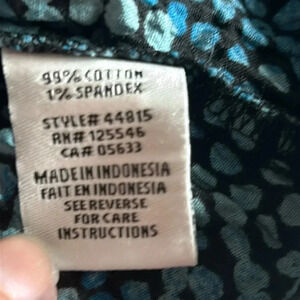 99% COTTON
1% SPANDEX
STYLE# 44815
RN# 125546
CA# 05633
MADE IN INDONESIA
FAIT EN INDONESIA
SEE REVERSE
FOR CARE
INSTRUCTIONS